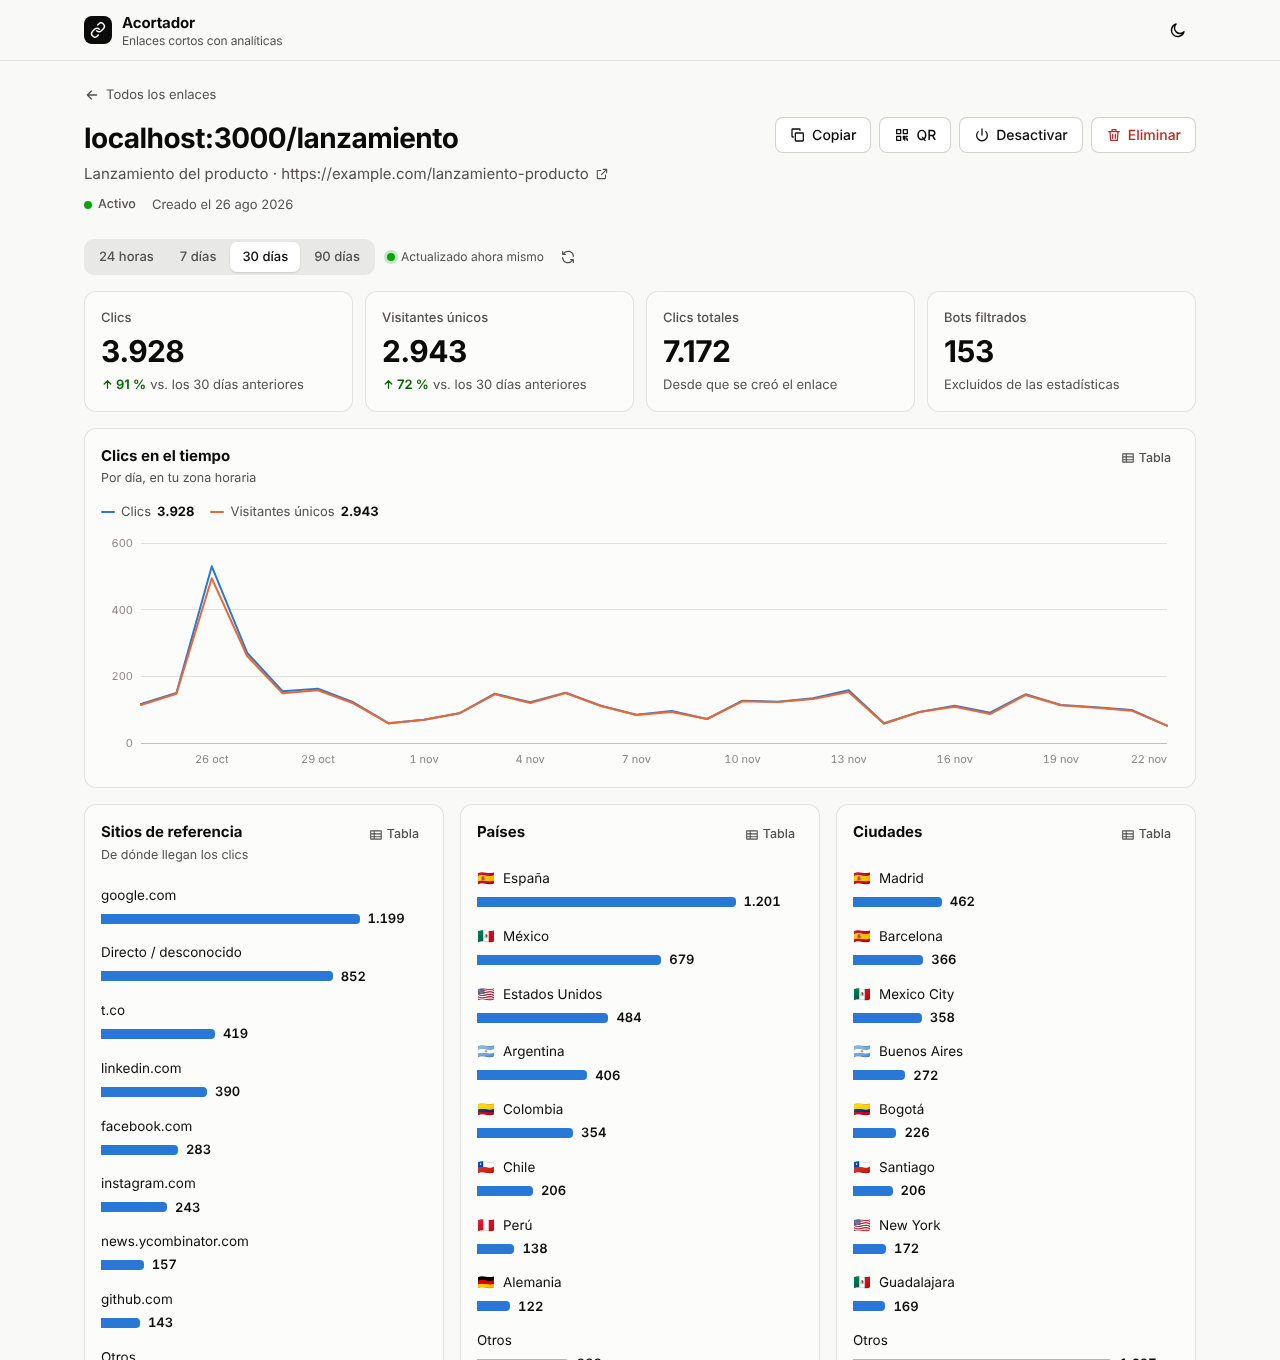 Acortador
Enlaces cortos con analíticas
Todos los enlaces
localhost:3000/lanzamiento
Copiar
QR
Desactivar
Eliminar
Lanzamiento del producto · https://example.com/lanzamiento-producto
Activo Creado el 26 ago 2026
24 horas 7 días 30 días 90 días Actualizado ahora mismo
Clics
3.928
↑ 91 % vs. los 30 días anteriores
Visitantes únicos
2.943
↑ 72 % vs. los 30 días anteriores
Clics totales
7.172
Desde que se creó el enlace
Bots filtrados
153
Excluidos de las estadísticas
Clics en el tiempo
Tabla
Por día, en tu zona horaria
Clics 3.928 Visitantes únicos 2.943
600
400
200
0
26 oct 29 oct 1 nov 4 nov 7 nov 10 nov 13 nov 16 nov 19 nov 22 nov
Sitios de referencia
Tabla
De dónde llegan los clics
google.com
1.199
Directo / desconocido
852
t.co
419
linkedin.com
390
facebook.com
283
instagram.com
243
news.ycombinator.com
157
github.com
143
Otros
Países
Tabla
España
1.201
México
679
Estados Unidos
484
Argentina
406
Colombia
354
Chile
206
Perú
138
Alemania
122
Otros
Ciudades
Tabla
Madrid
462
Barcelona
366
Mexico City
358
Buenos Aires
272
Bogotá
226
Santiago
206
New York
172
Guadalajara
169
Otros